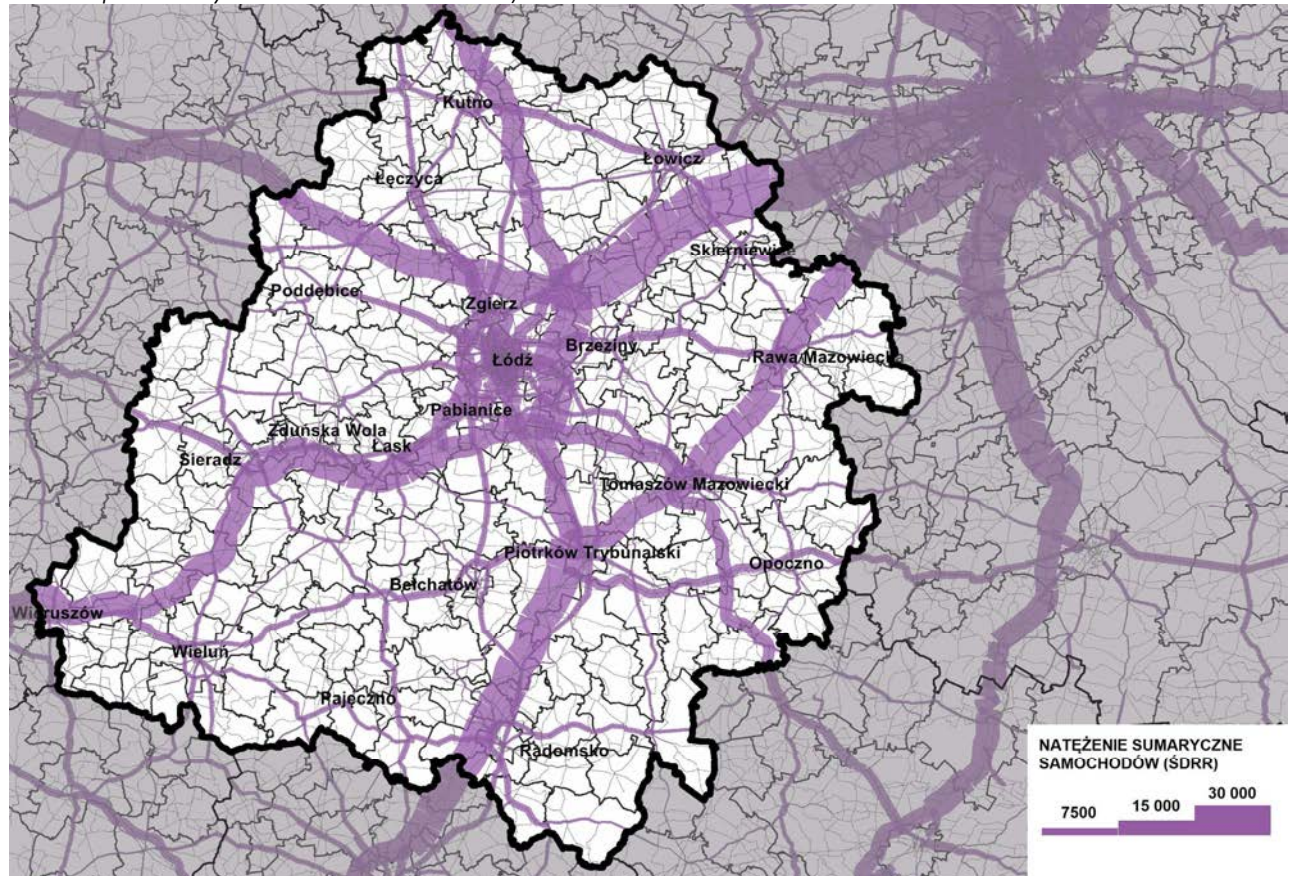 Kutno
Łowicz
Łęczyca
Skierniewice
Poddębice
Zgierz
Brzeziny
Łódź
Rawa Mazowiecka
Pabianice
Zduńska Wola
Łask
Sieradz
Tomaszów Mazowiecki
Piotrków Trybunalski
Opoczno
Bełchatów
Wieruszów
Wieluń
Pajęczno
Radomsko
NATĘŻENIE SUMARYCZNE
SAMOCHODÓW (ŚDRR)
7500 15 000 30 000